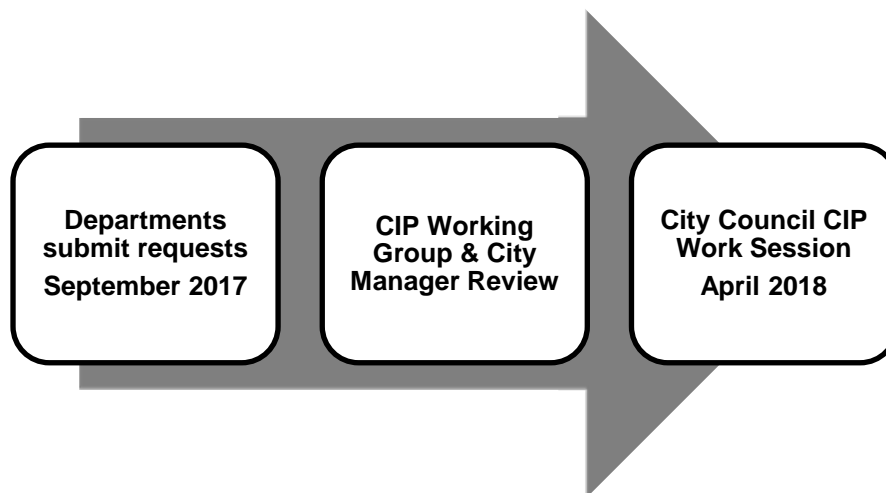 Departments
submit requests
September 2017
CIP Working
Group & City
Manager Review
City Council CIP
Work Session
April 2018